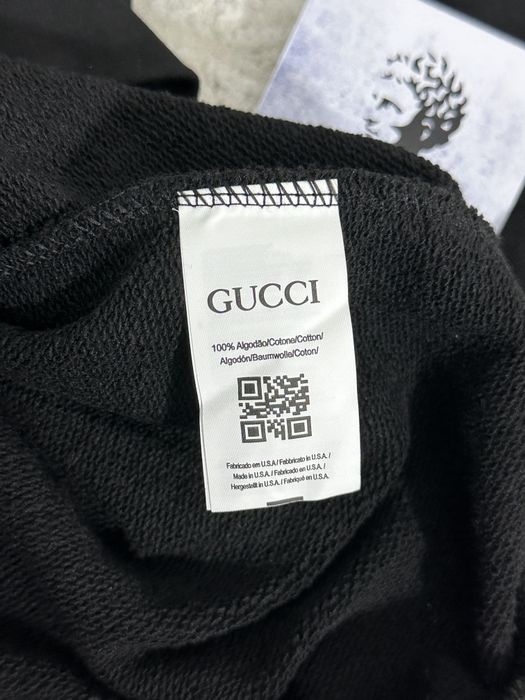 GUCCI
100% Algodão/Cotone/Cotton/
Algodón/Baumwolle/Coton/
Fabricado em U.S.A/ Fabbricato in U.S.A. /
Made in U.S.A. / Fabricado en U.S.A. /
Hergestellt in U.S.A. / Fabriqué en U.S.A.